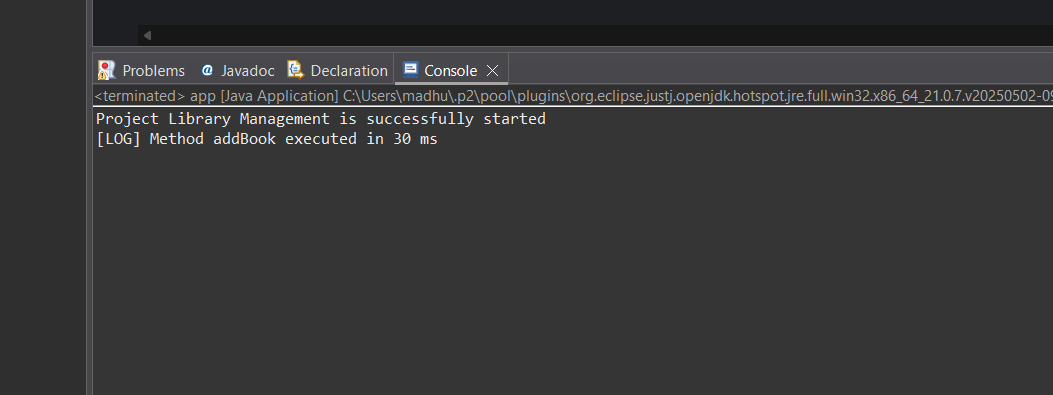 Problems @ Javadoc Declaration Console
<terminated> app [Java Application] C:\Users\madhu\.p2\pool\plugins\org.eclipse.justj.openjdk.hotspot.jre.full.win32.x86_64_21.0.7.v20250502-09
Project Library Management is successfully started
[LOG] Method addBook executed in 30 ms